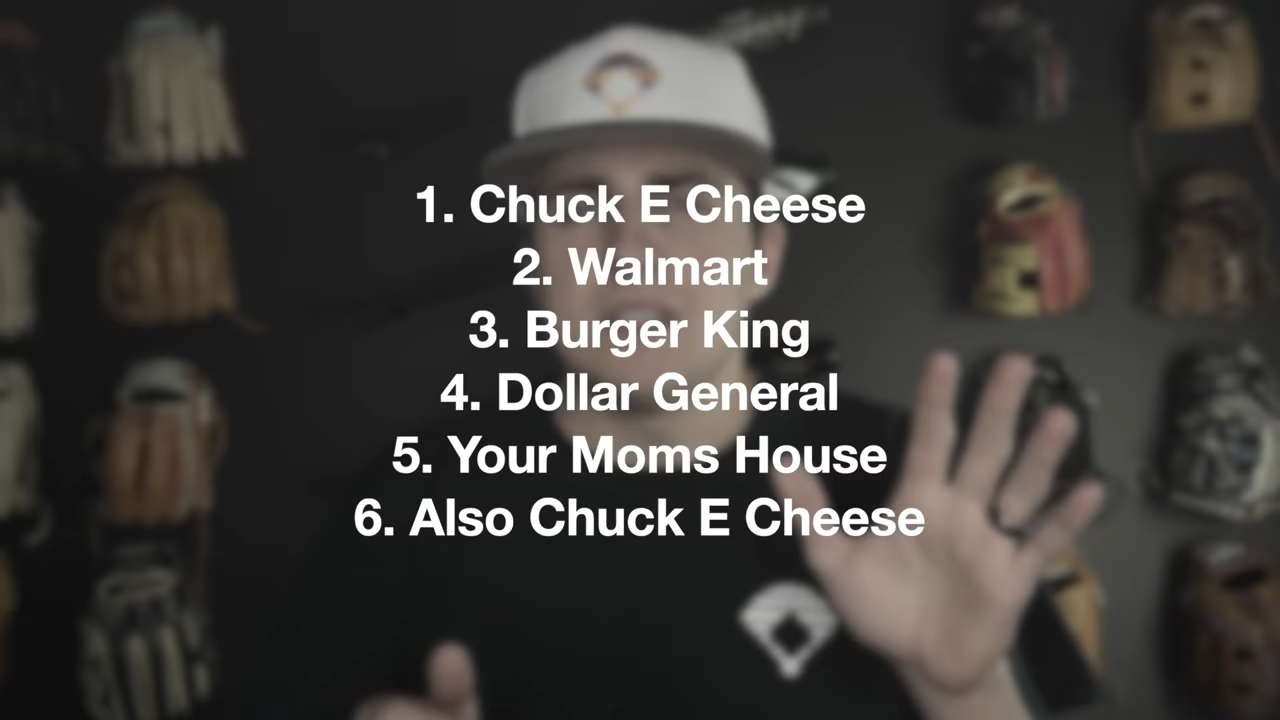 1. Chuck E Cheese
2. Walmart
3. Burger King
4. Dollar General
5. Your Moms House
6. Also Chuck E Cheese